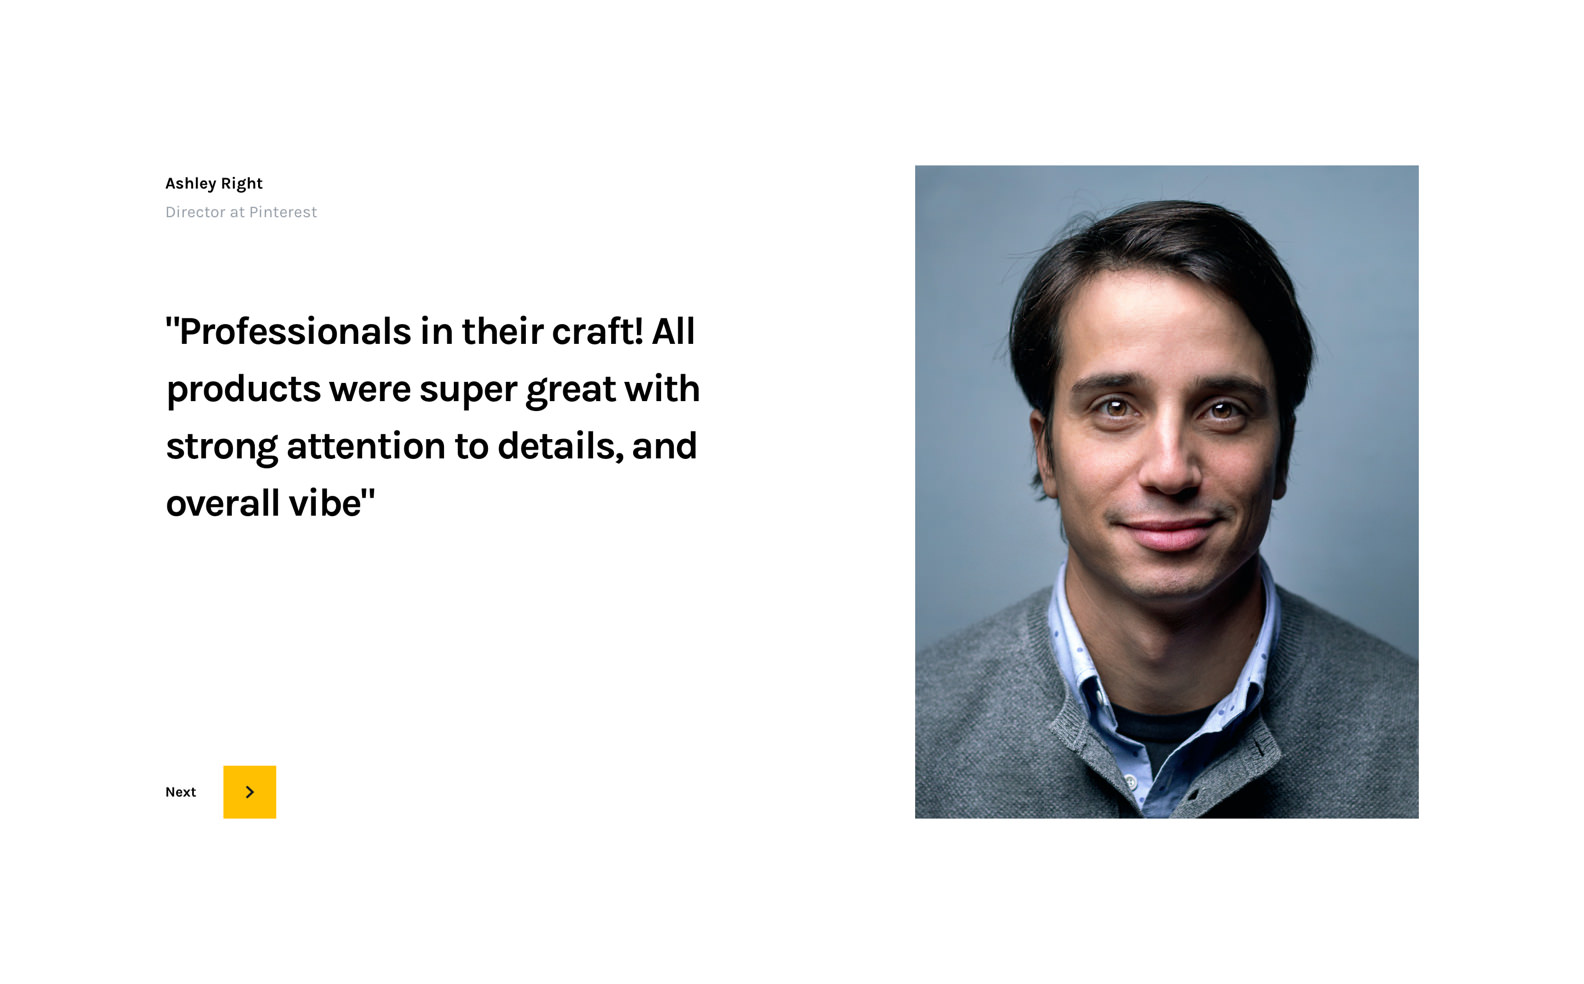 Ashley Right
Director at Pinterest
"Professionals in their craft! All
products were super great with
strong attention to details, and
overall vibe"
Next